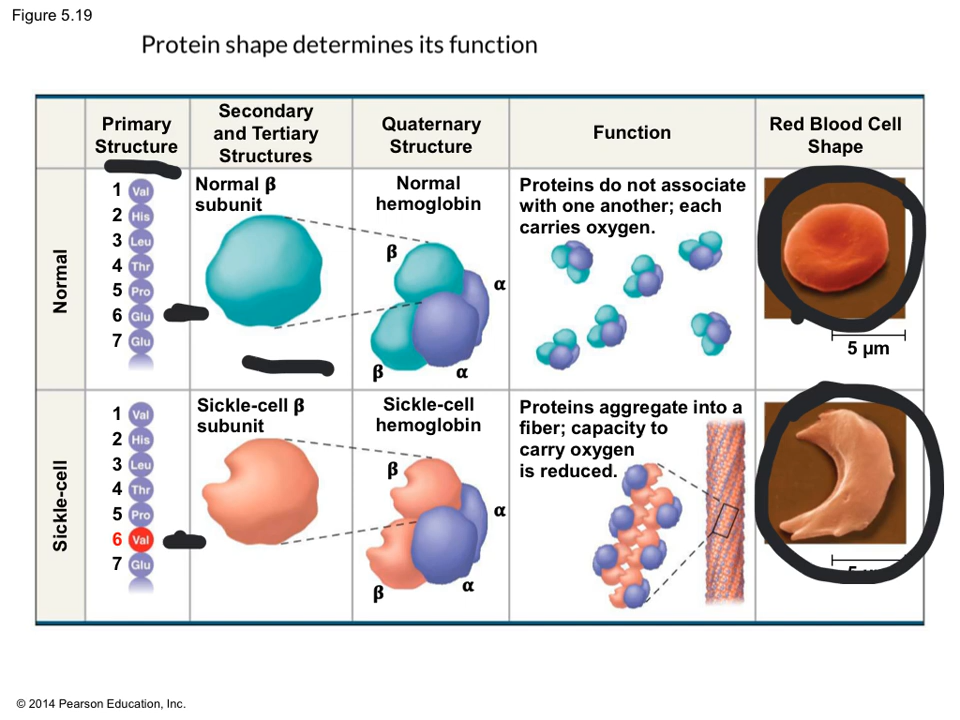 Figure 5.19
Protein shape determines its function
Primary
Structure
Secondary
and Tertiary
Structures
Quaternary
Structure
Function
Red Blood Cell
Shape
Normal
1 Val
2 His
3 Leu
4 Thr
5 Pro
6 Glu
7 Glu
Normal β
subunit
Normal
hemoglobin
β
α
β
α
Proteins do not associate
with one another; each
carries oxygen.
5 µm
Sickle-cell
1 Val
2 His
3 Leu
4 Thr
5 Pro
6 Val
7 Glu
Sickle-cell β
subunit
Sickle-cell
hemoglobin
β
α
β
α
Proteins aggregate into a
fiber; capacity to
carry oxygen
is reduced.
© 2014 Pearson Education, Inc.